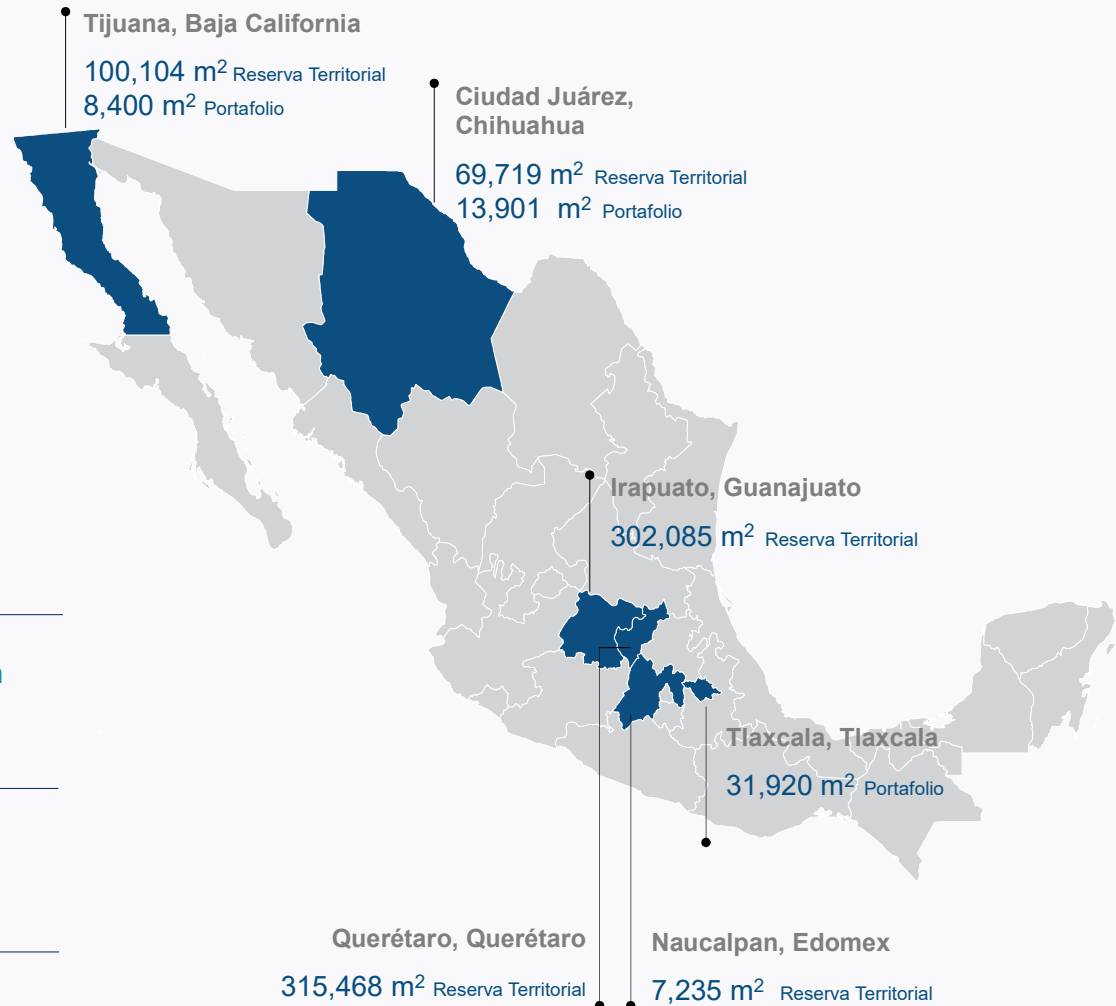 Tijuana, Baja California
100,104 m² Reserva Territorial
8,400 m² Portafolio
Ciudad Juárez,
Chihuahua
69,719 m² Reserva Territorial
13,901 m² Portafolio
Irapuato, Guanajuato
302,085 m² Reserva Territorial
Tlaxcala, Tlaxcala
31,920 m² Portafolio
Querétaro, Querétaro
315,468 m² Reserva Territorial
Naucalpan, Edomex
7,235 m² Reserva Territorial